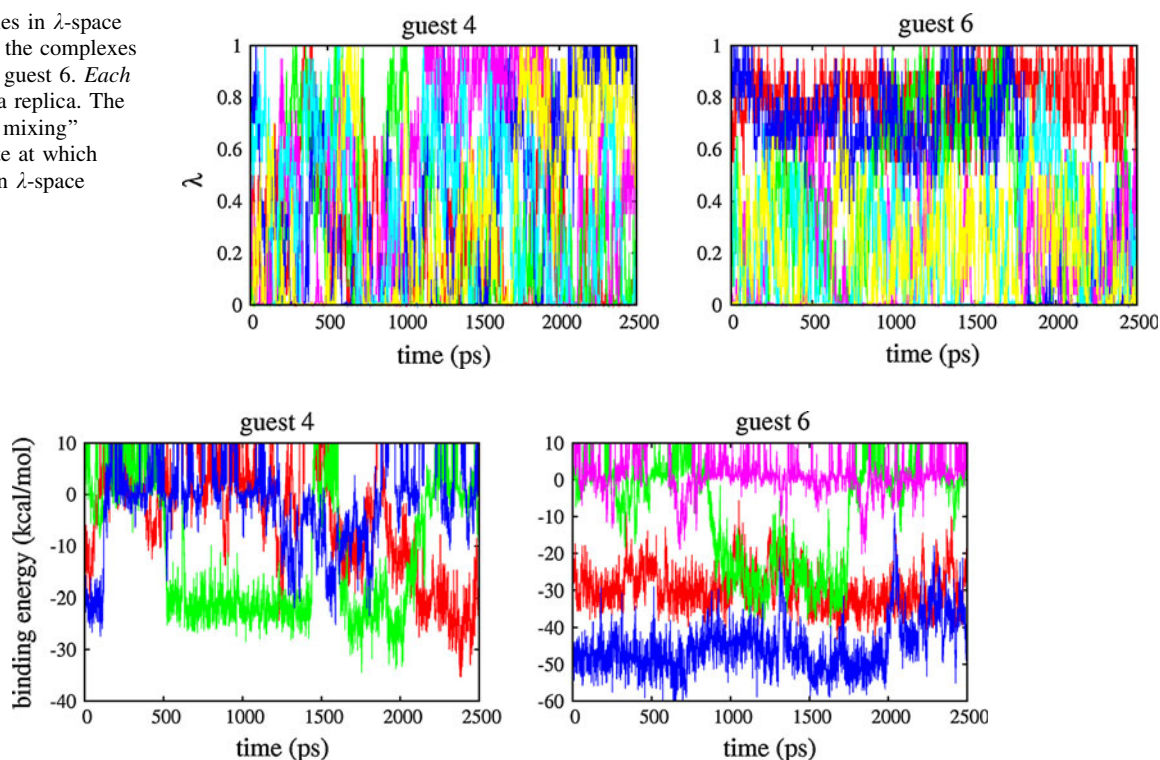 es in λ-space
the complexes
guest 6. Each
a replica. The
mixing”
te at which
n λ-space
guest 4
guest 6
λ
1
0.8
0.6
0.4
0.2
0
0 500 1000 1500 2000 2500
time (ps)
1
0.8
0.6
0.4
0.2
0
0 500 1000 1500 2000 2500
time (ps)
guest 4
guest 6
binding energy (kcal/mol)
10
0
-10
-20
-30
-40
0 500 1000 1500 2000 2500
time (ps)
10
0
-10
-20
-30
-40
-50
-60
0 500 1000 1500 2000 2500
time (ps)